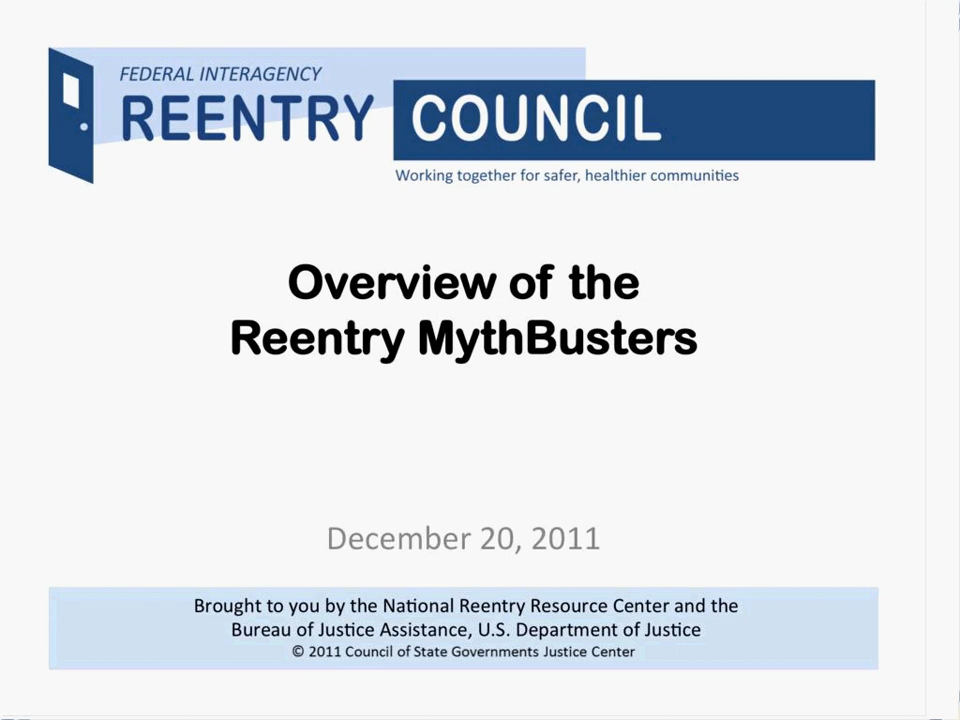 FEDERAL INTERAGENCY
REENTRY COUNCIL
Working together for safer, healthier communities
Overview of the
Reentry MythBusters
December 20, 2011
Brought to you by the National Reentry Resource Center and the
Bureau of Justice Assistance, U.S. Department of Justice
© 2011 Council of State Governments Justice Center